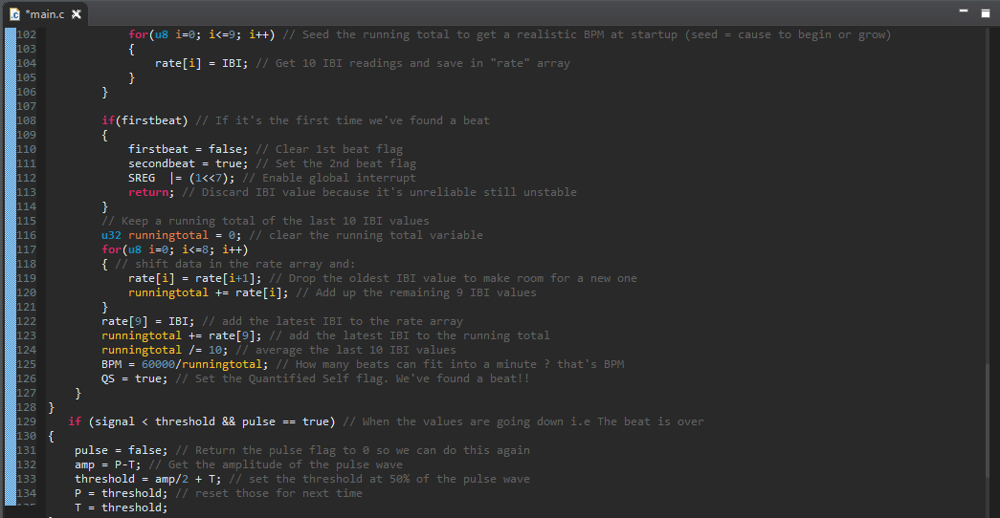 *main.c
102 for(u8 i=0; i<=9; i++) // Seed the running total to get a realistic BPM at startup (seed = cause to begin or grow)
103 {
104 rate[i] = IBI; // Get 10 IBI readings and save in "rate" array
105 }
106 }
107
108 if(firstbeat) // If it's the first time we've found a beat
109 {
110 firstbeat = false; // Clear 1st beat flag
111 secondbeat = true; // Set the 2nd beat flag
112 SREG |= (1<<7); // Enable global interrupt
113 return; // Discard IBI value because it's unreliable still unstable
114 }
115 // Keep a running total of the last 10 IBI values
116 u32 runningtotal = 0; // clear the running total variable
117 for(u8 i=0; i<=8; i++)
118 { // shift data in the rate array and:
119 rate[i] = rate[i+1]; // Drop the oldest IBI value to make room for a new one
120 runningtotal += rate[i]; // Add up the remaining 9 IBI values
121 }
122 rate[9] = IBI; // add the latest IBI to the rate array
123 runningtotal += rate[9]; // add the latest IBI to the running total
124 runningtotal /= 10; // average the last 10 IBI values
125 BPM = 60000/runningtotal; // How many beats can fit into a minute ? that's BPM
126 QS = true; // Set the Quantified Self flag. We've found a beat!!
127 }
128 }
129 if (signal < threshold && pulse == true) // When the values are going down i.e The beat is over
130 {
131 pulse = false; // Return the pulse flag to 0 so we can do this again
132 amp = P-T; // Get the amplitude of the pulse wave
133 threshold = amp/2 + T; // set the threshold at 50% of the pulse wave
134 P = threshold; // reset those for next time
135 T = threshold;